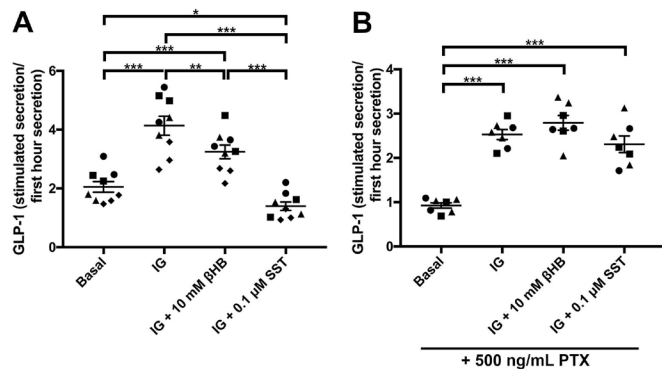 A
*
***
***
***
**
***
GLP-1 (stimulated secretion/
first hour secretion)
8
6
4
2
0
Basal
IG
IG + 10 mM βHB
IG + 0.1 μM SST
B
***
***
***
GLP-1 (stimulated secretion/
first hour secretion)
4
3
2
1
0
Basal
IG
IG + 10 mM βHB
IG + 0.1 μM SST
+ 500 ng/mL PTX